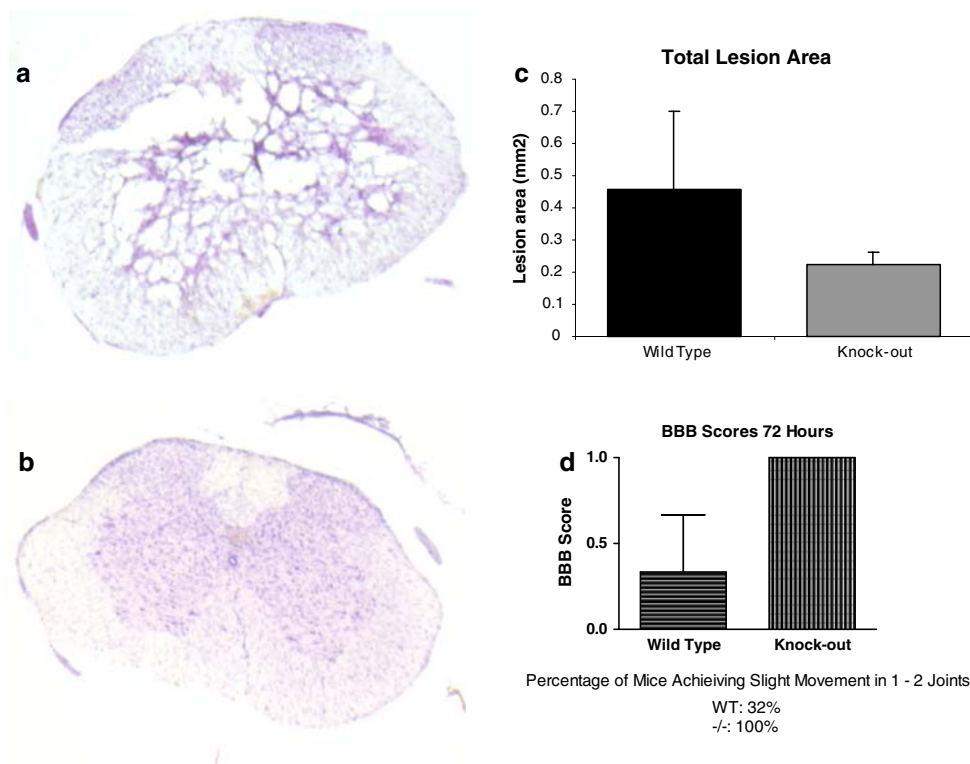 a
b
c
Total Lesion Area
Lesion area (mm2)
0.8
0.7
0.6
0.5
0.4
0.3
0.2
0.1
0
Wild Type
Knock-out
BBB Scores 72 Hours
d
BBB Score
1.0
0.5
0.0
Wild Type
Knock-out
Percentage of Mice Achieiving Slight Movement in 1 - 2 Joints
WT: 32%
-/-: 100%